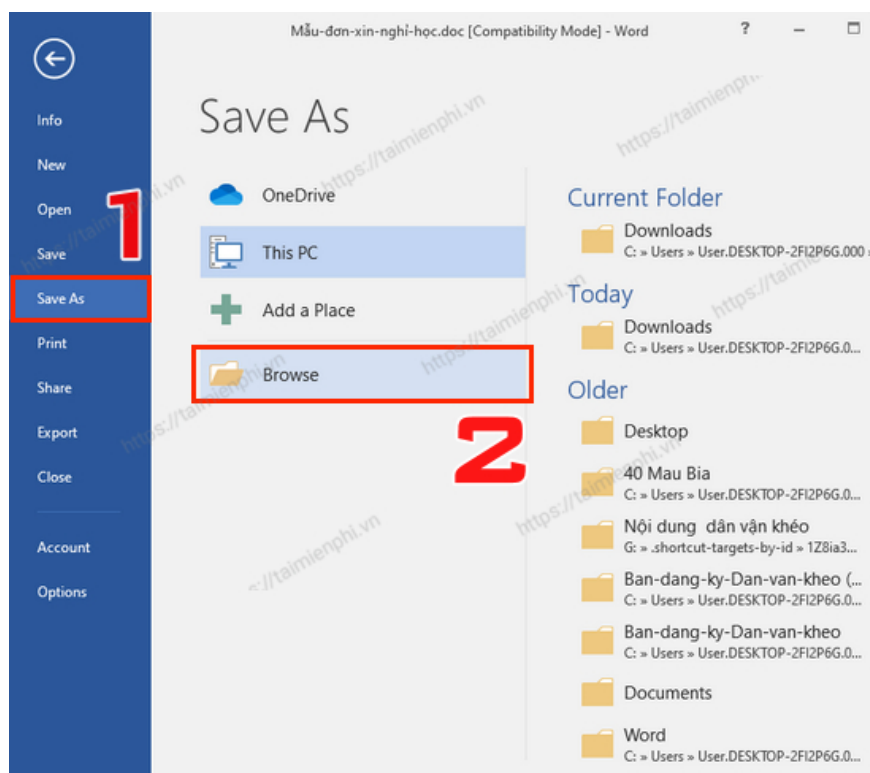 Mẫu-đơn-xin-nghỉ-học.doc [Compatibility Mode] - Word
?
Info
New
Open
Save
Save As
Print
Share
Export
Close
Account
Options
1
Save As
OneDrive
This PC
Add a Place
Browse
2
Current Folder
Downloads
C: » Users » User.DESKTOP-2FI2P6G.000 »
Today
Downloads
C: » Users » User.DESKTOP-2FI2P6G.0...
Older
Desktop
40 Mau Bia
C: » Users » User.DESKTOP-2FI2P6G.0...
Nội dung dân vận khéo
G: » .shortcut-targets-by-id » 1Z8ia3...
Ban-dang-ky-Dan-van-kheo (...
C: » Users » User.DESKTOP-2FI2P6G.0...
Ban-dang-ky-Dan-van-kheo
C: » Users » User.DESKTOP-2FI2P6G.0...
Documents
Word
C: » Users » User.DESKTOP-2FI2P6G.0...
https://taimienphi.vn